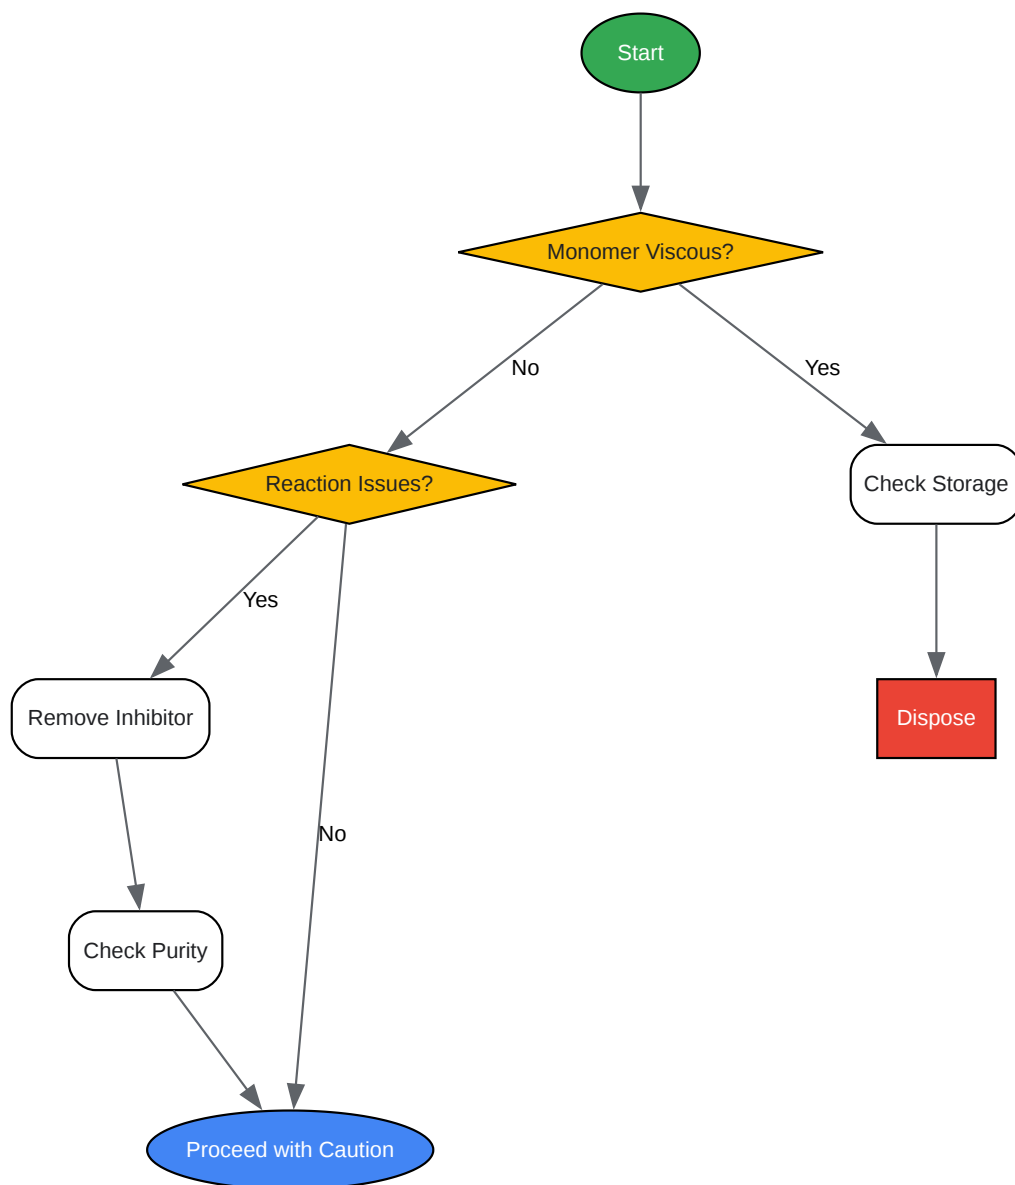 Start
Monomer Viscous?
No
Yes
Reaction Issues?
Check Storage
Yes
Remove Inhibitor
Dispose
No
Check Purity
Proceed with Caution